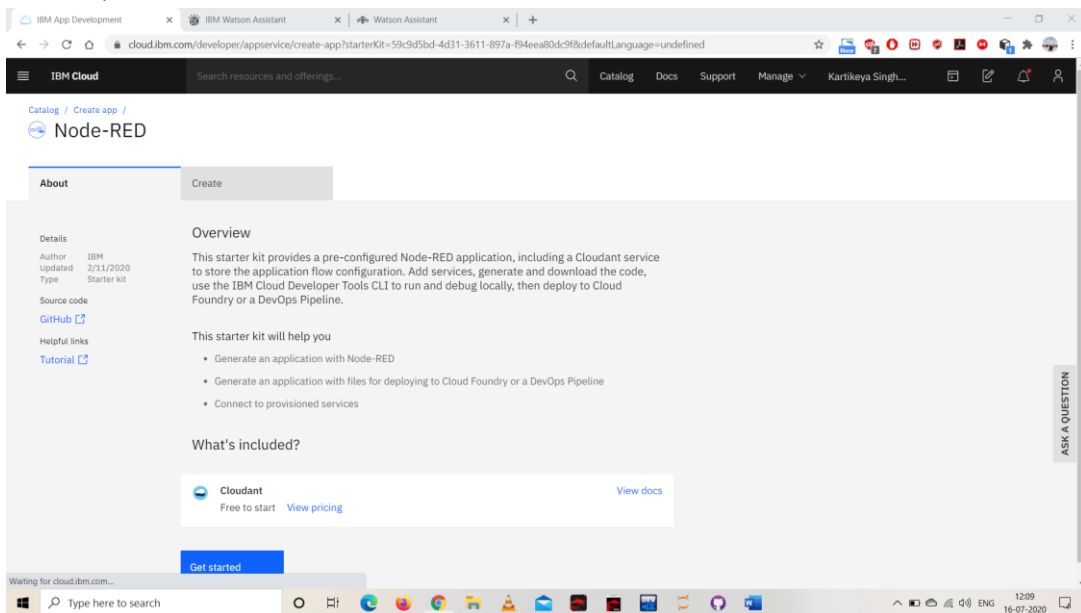 IBM App Development
IBM Watson Assistant
Watson Assistant
cloud.ibm.com/developer/appservice/create-app?starterKit=59c9d5bd-4d31-3611-897a-f94eea80dc9f&defaultLanguage=undefined
New
IBM Cloud
Search resources and offerings...
Catalog
Docs
Support
Manage
Kartikeya Singh...
Catalog / Create app /
Node-RED
About
Create
Details
Author IBM
Updated 2/11/2020
Type Starter kit
Source code
GitHub
Helpful links
Tutorial
Overview
This starter kit provides a pre-configured Node-RED application, including a Cloudant service
to store the application flow configuration. Add services, generate and download the code,
use the IBM Cloud Developer Tools CLI to run and debug locally, then deploy to Cloud
Foundry or a DevOps Pipeline.
This starter kit will help you
• Generate an application with Node-RED
• Generate an application with files for deploying to Cloud Foundry or a DevOps Pipeline
• Connect to provisioned services
What's included?
Cloudant
View docs
Free to start View pricing
Get started
ASK A QUESTION
Waiting for cloud.ibm.com...
Type here to search
ENG
12:09
16-07-2020